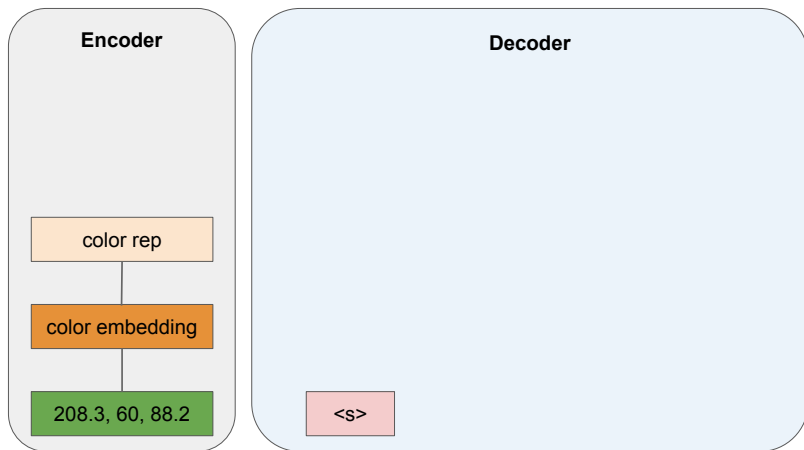 Encoder
Decoder
color rep
color embedding
208.3, 60, 88.2
<s>